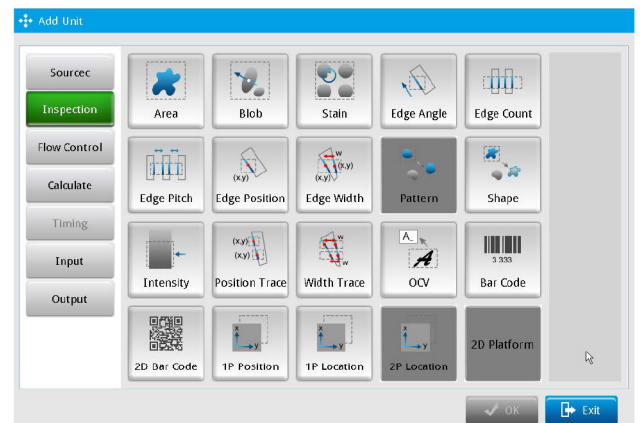 Add Unit
Sourcec
Inspection
Flow Control
Calculate
Timing
Input
Output
Area
Blob
Stain
Edge Angle
Edge Count
(x,y)
w
(x,y)
(x,y)
Edge Pitch
Edge Position
Edge Width
Pattern
Shape
(x,y)
(x,y)
w
w
A_
A
3 333
Intensity
Position Trace
Width Trace
OCV
Bar Code
x
y
x
y
x
y
2D Bar Code
1P Position
1P Location
2P Location
2D Platform
OK
Exit